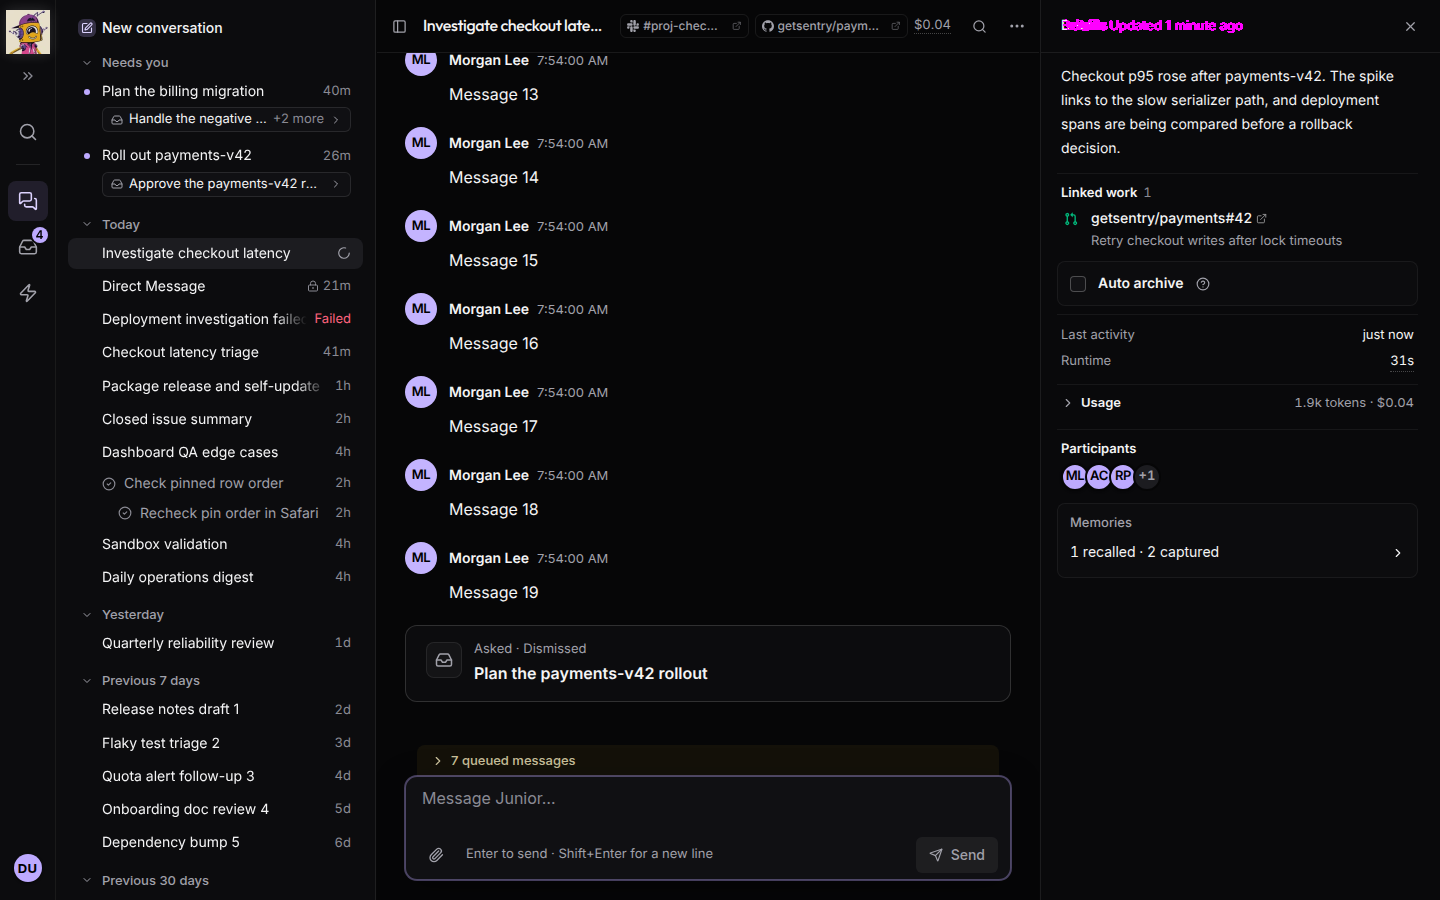 New conversation
Needs you
Plan the billing migration 40m
Handle the negative ... +2 more
Roll out payments-v42 26m
Approve the payments-v42 r...
Today
4
Investigate checkout latency
Direct Message 21m
Deployment investigation failed Failed
Checkout latency triage 41m
Package release and self-update 1h
Closed issue summary 2h
Dashboard QA edge cases 4h
Check pinned row order 2h
Recheck pin order in Safari 2h
Sandbox validation 4h
Daily operations digest 4h
Yesterday
Quarterly reliability review 1d
Previous 7 days
Release notes draft 1 2d
Flaky test triage 2 3d
Quota alert follow-up 3 4d
Onboarding doc review 4 5d
Dependency bump 5 6d
Previous 30 days
DU
Investigate checkout late... #proj-chec... getsentry/paym... $0.04
ML Morgan Lee 7:54:00 AM
Message 13
ML Morgan Lee 7:54:00 AM
Message 14
ML Morgan Lee 7:54:00 AM
Message 15
ML Morgan Lee 7:54:00 AM
Message 16
ML Morgan Lee 7:54:00 AM
Message 17
ML Morgan Lee 7:54:00 AM
Message 18
ML Morgan Lee 7:54:00 AM
Message 19
Asked · Dismissed
Plan the payments-v42 rollout
7 queued messages
Message Junior...
Enter to send · Shift+Enter for a new line
Send
Updated 1 minute ago
Checkout p95 rose after payments-v42. The spike
links to the slow serializer path, and deployment
spans are being compared before a rollback
decision.
Linked work 1
getsentry/payments#42
Retry checkout writes after lock timeouts
Auto archive
Last activity just now
Runtime 31s
Usage 1.9k tokens · $0.04
Participants
ML AC RP +1
Memories
1 recalled · 2 captured